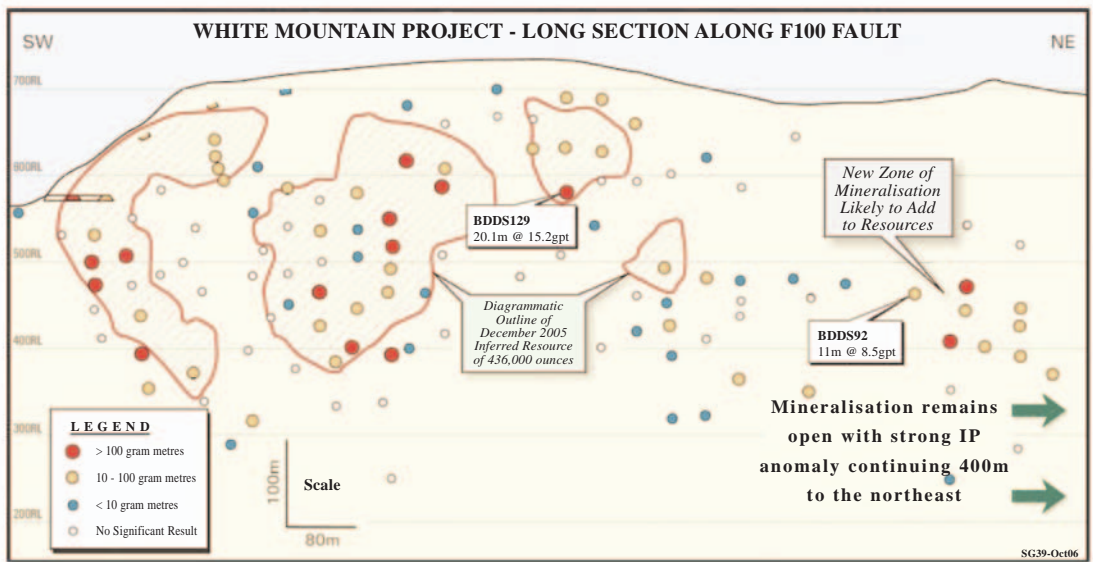 WHITE MOUNTAIN PROJECT - LONG SECTION ALONG F100 FAULT
SW
NE
700RL
600RL
500RL
400RL
300RL
200RL
BDDS129
20.1m @ 15.2gpt
New Zone of
Mineralisation
Likely to Add
to Resources
Diagrammatic
Outline of
December 2005
Inferred Resource
of 436,000 ounces
BDDS92
11m @ 8.5gpt
Mineralisation remains
open with strong IP
anomaly continuing 400m
to the northeast
LEGEND
> 100 gram metres
10 - 100 gram metres
< 10 gram metres
No Significant Result
100m
Scale
80m
SG39-Oct06